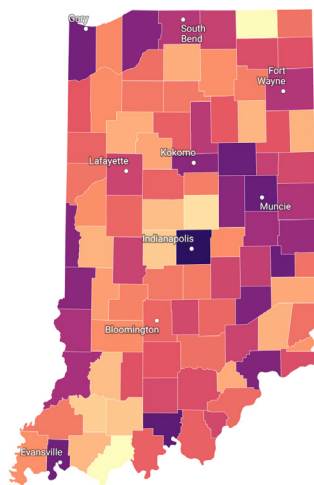 Gary
South
Bend
Fort
Wayne
Kokomo
Lafayette
Muncie
Indianapolis
Bloomington
Evansville